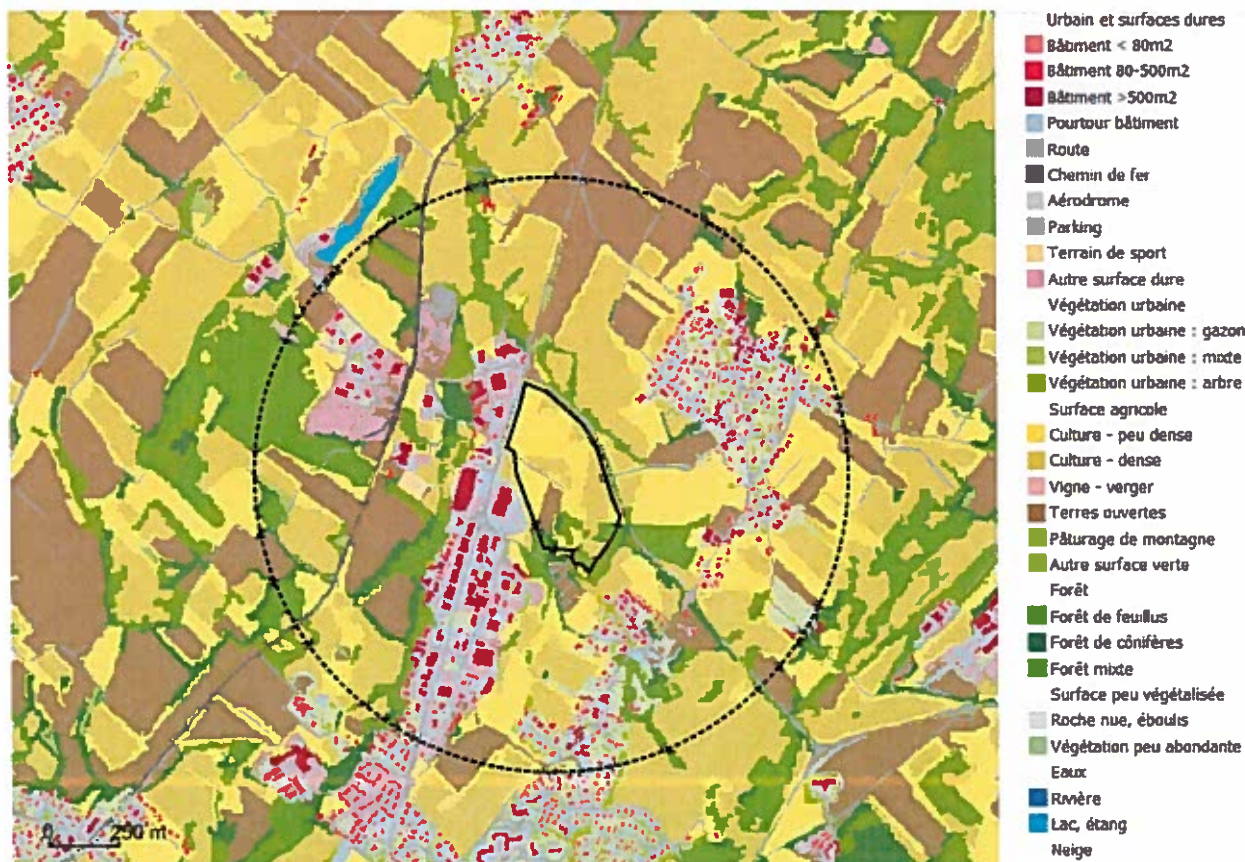 Urbain et surfaces dures
Bâtiment < 80m2
Bâtiment 80-500m2
Bâtiment >500m2
Pourtour bâtiment
Route
Chemin de fer
Aérodrome
Parking
Terrain de sport
Autre surface dure
Végétation urbaine
Végétation urbaine : gazon
Végétation urbaine : mixte
Végétation urbaine : arbre
Surface agricole
Culture - peu dense
Culture - dense
Vigne - verger
Terres ouvertes
Pâturage de montagne
Autre surface verte
Forêt
Forêt de feuillus
Forêt de cônifères
Forêt mixte
Surface peu végétalisée
Roche nue, éboulis
Végétation peu abondante
Eaux
Rivière
Lac, étang
Neige
0 250 m